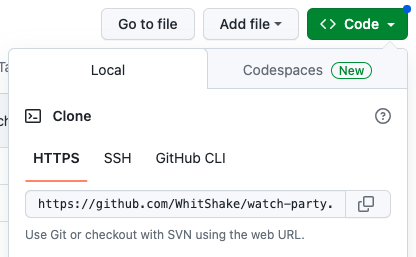 Go to file Add file <> Code
Local Codespaces New
Clone
HTTPS SSH GitHub CLI
https://github.com/WhitShake/watch-party.
Use Git or checkout with SVN using the web URL.